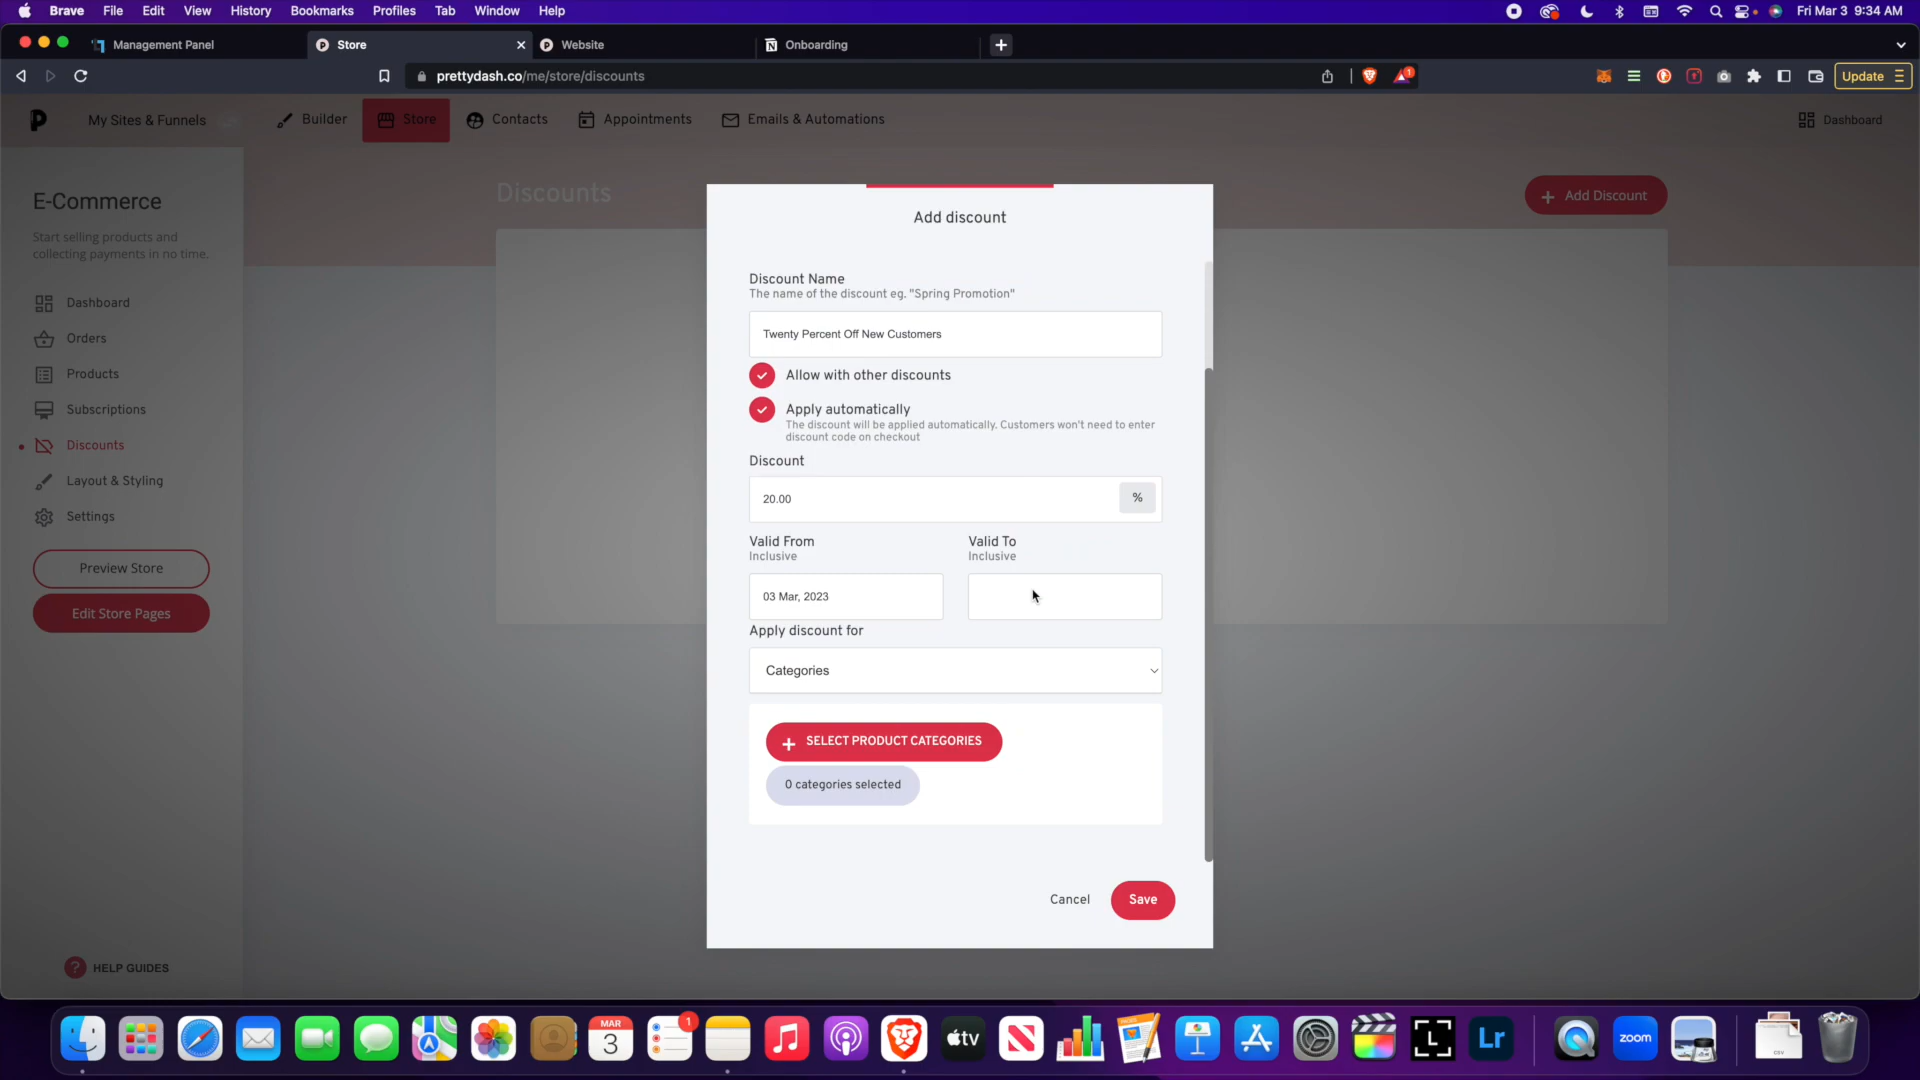 Brave File Edit View History Bookmarks Profiles Tab Window Help
Fri Mar 3 9:34 AM
Management Panel
Store
Website
Onboarding
prettydash.co/me/store/discounts
1
Update
P
My Sites & Funnels
Builder
Store
Contacts
Appointments
Emails & Automations
Dashboard
E-Commerce
Start selling products and
collecting payments in no time.
Dashboard
Orders
Products
Subscriptions
Discounts
Layout & Styling
Settings
Preview Store
Edit Store Pages
? HELP GUIDES
Discounts
+ Add Discount
Add discount
Discount Name
The name of the discount eg. "Spring Promotion"
Twenty Percent Off New Customers
Allow with other discounts
Apply automatically
The discount will be applied automatically. Customers won't need to enter
discount code on checkout
Discount
20.00
%
Valid From
Inclusive
Valid To
Inclusive
03 Mar, 2023
Apply discount for
Categories
+ SELECT PRODUCT CATEGORIES
0 categories selected
Cancel
Save
MAR
3
1
tv
L
Lr
zoom
CSV